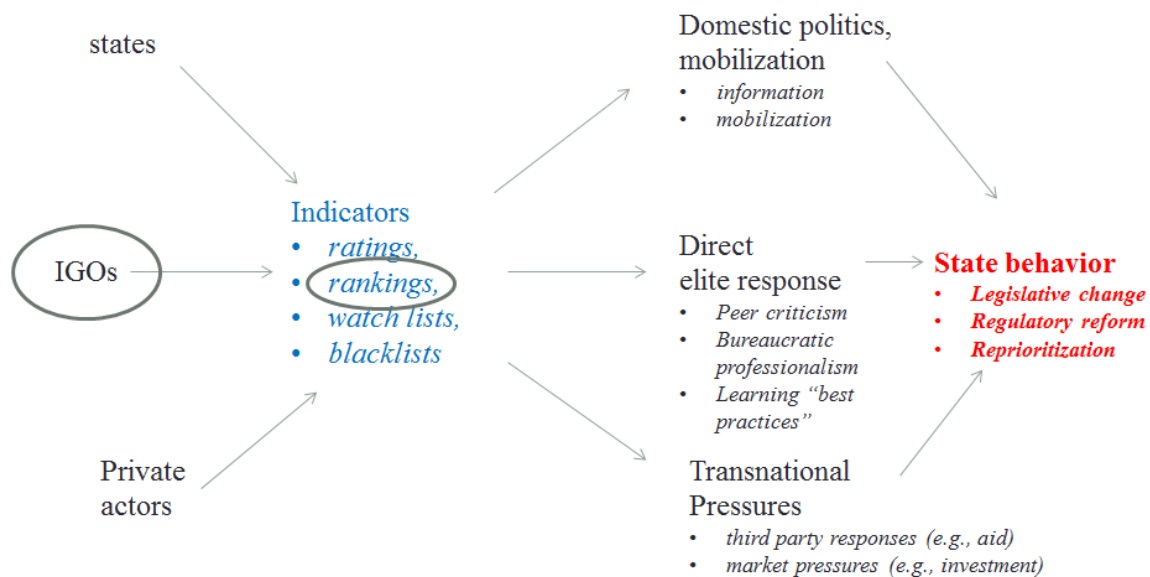 states
IGOs
Private
actors
Indicators
• ratings,
• rankings,
• watch lists,
• blacklists
Domestic politics,
mobilization
• information
• mobilization
Direct
elite response
• Peer criticism
• Bureaucratic
professionalism
• Learning “best
practices”
Transnational
Pressures
• third party responses (e.g., aid)
• market pressures (e.g., investment)
State behavior
• Legislative change
• Regulatory reform
• Reprioritization